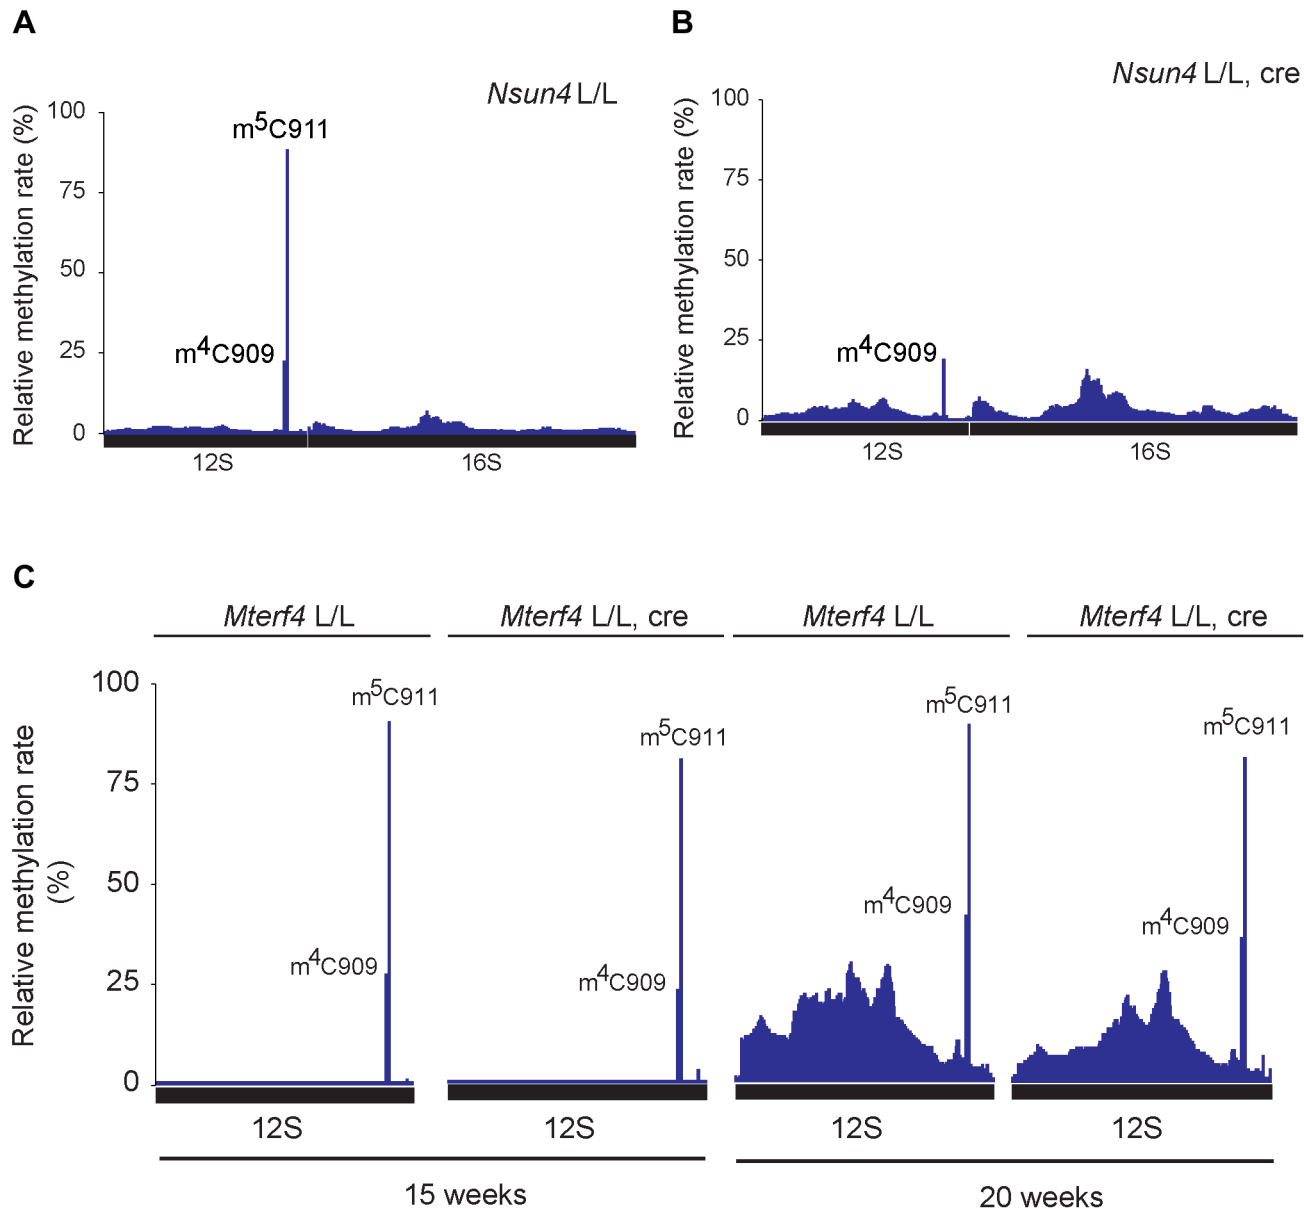 A
Nsun4 L/L
Relative methylation rate (%)
100
75
50
25
0
m5C911
m4C909
12S 16S
B
Nsun4 L/L, cre
Relative methylation rate (%)
100
75
50
25
0
m4C909
12S 16S
C
Mterf4 L/L Mterf4 L/L, cre Mterf4 L/L Mterf4 L/L, cre
Relative methylation rate
(%)
100
75
50
25
0
m5C911
m4C909
m5C911
m4C909
m5C911
m4C909
m5C911
m4C909
12S 12S 12S 12S
15 weeks 20 weeks